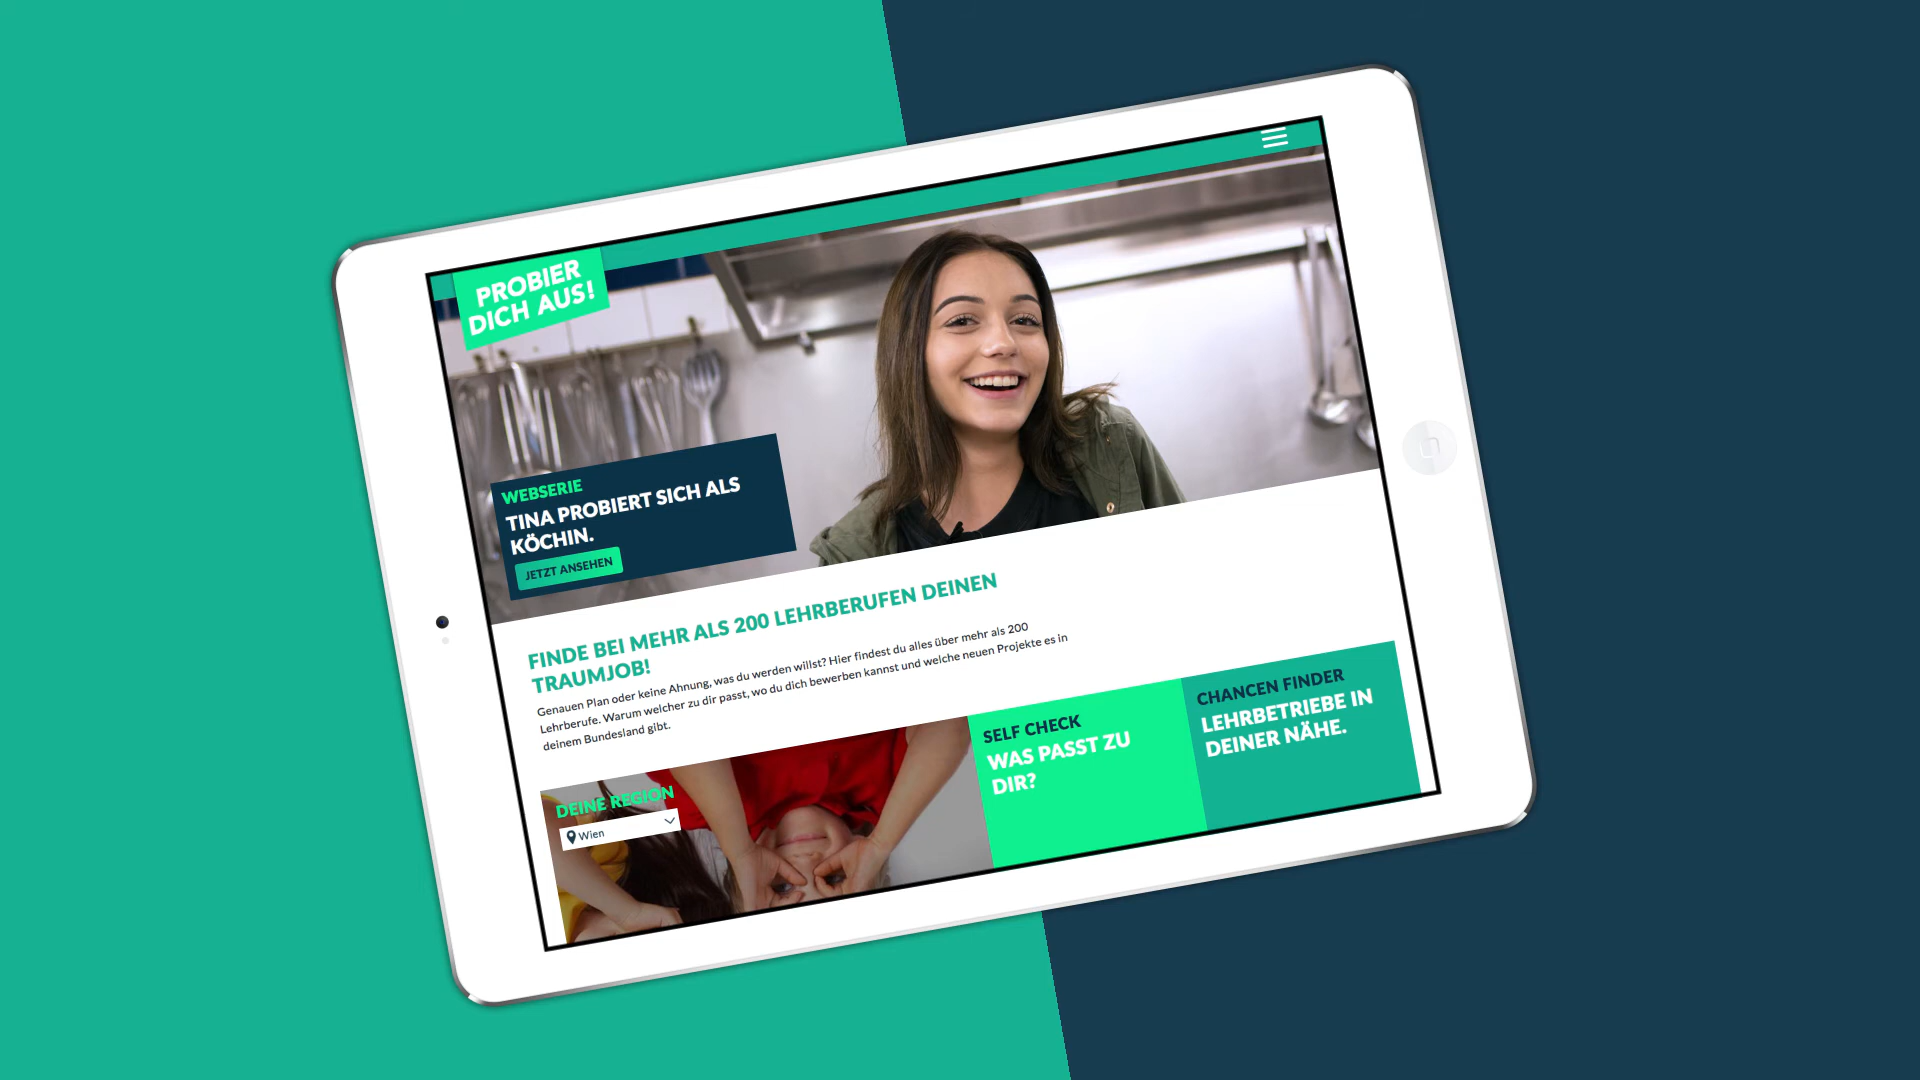 PROBIER
DICH AUS!
WEBSERIE
TINA PROBIERT SICH ALS
KÖCHIN.
JETZT ANSEHEN
FINDE BEI MEHR ALS 200 LEHRBERUFEN DEINEN
TRAUMJOB!
Genauen Plan oder keine Ahnung, was du werden willst? Hier findest du alles über mehr als 200
Lehrberufe. Warum welcher zu dir passt, wo du dich bewerben kannst und welche neuen Projekte es in
deinem Bundesland gibt.
DEINE REGION
Wien
SELF CHECK
WAS PASST ZU
DIR?
CHANCEN FINDER
LEHRBETRIEBE IN
DEINER NÄHE.